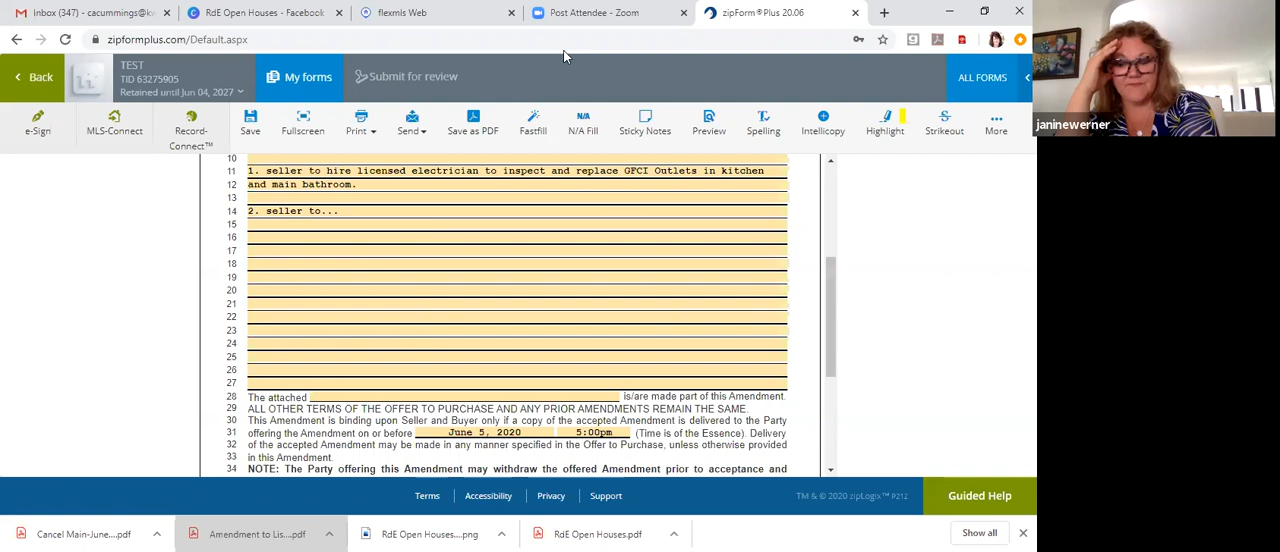 Inbox (347) - acummings@kw
RdE Open Houses - Facebook
flexmls Web
Post Attendee - Zoom
zipForm®Plus 20.06
zipformplus.com/Default.aspx
Back
TEST
TID 63275905
Retained until Jun 04, 2027
My forms
Submit for review
ALL FORMS
e-Sign
MLS-Connect
Record-
Connect™
Save
Fullscreen
Print
Send
Save as PDF
Fastfill
N/A
N/A Fill
Sticky Notes
Preview
Spelling
Intellicopy
Highlight
Strikeout
More
janinewerner
10
11 1. seller to hire licensed electrician to inspect and replace GFCI Outlets in kitchen
12 and main bathroom.
13
14 2. seller to...
15
16
17
18
19
20
21
22
23
24
25
26
27
28 The attached is/are made part of this Amendment.
29 ALL OTHER TERMS OF THE OFFER TO PURCHASE AND ANY PRIOR AMENDMENTS REMAIN THE SAME.
30 This Amendment is binding upon Seller and Buyer only if a copy of the accepted Amendment is delivered to the Party
31 offering the Amendment on or before June 5, 2020 5:00pm (Time is of the Essence). Delivery
32 of the accepted Amendment may be made in any manner specified in the Offer to Purchase, unless otherwise provided
33 in this Amendment.
34 NOTE: The Party offering this Amendment may withdraw the offered Amendment prior to acceptance and
Terms
Accessibility
Privacy
Support
™ & © 2020 zipLogix™ P212
Guided Help
Cancel Main-June....pdf
Amendment to Lis....pdf
RdE Open Houses....png
RdE Open Houses.pdf
Show all